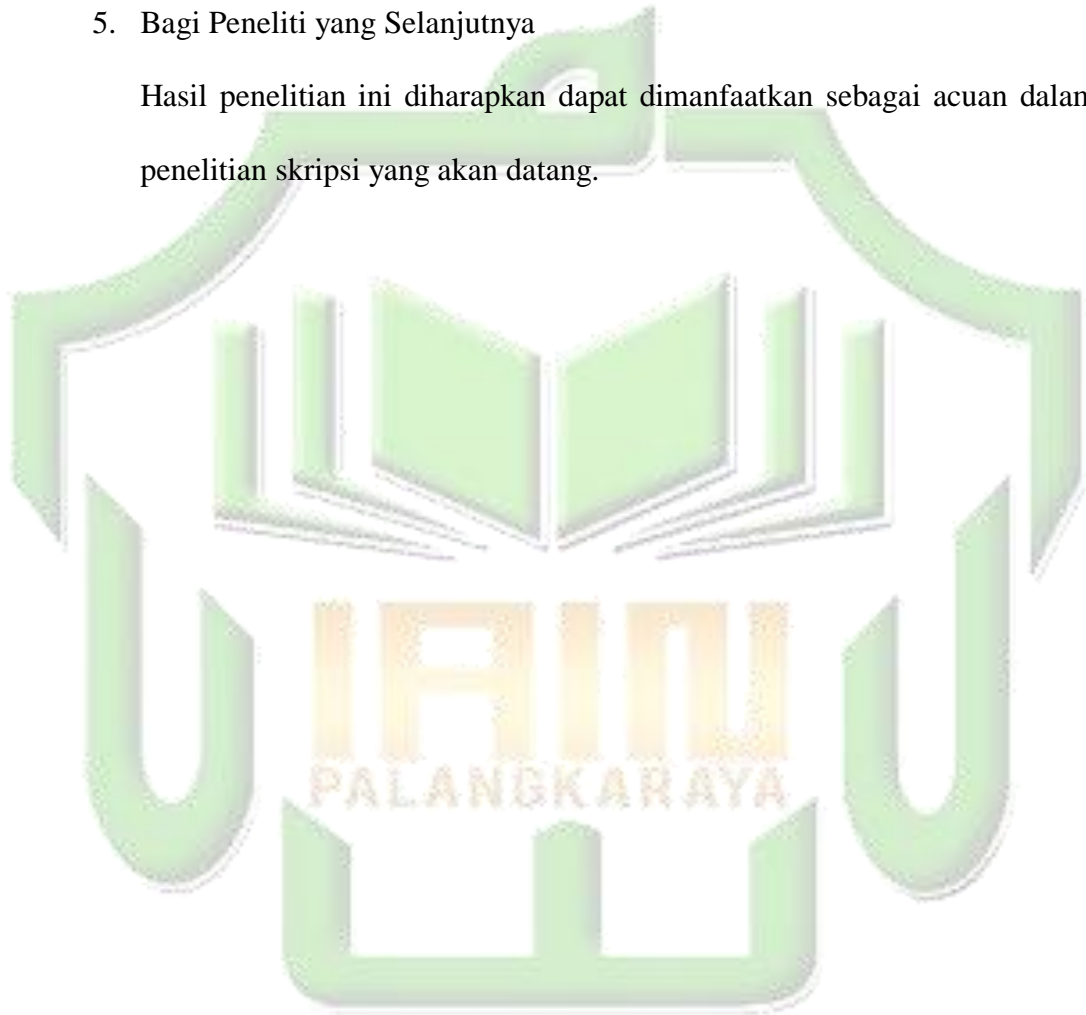 5. Bagi Peneliti yang Selanjutnya
Hasil penelitian ini diharapkan dapat dimanfaatkan sebagai acuan dalam
penelitian skripsi yang akan datang.
IAIN
PALANGKARAYA